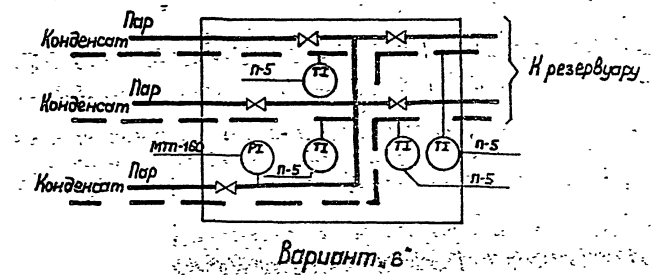 Пар
Конденсат
П-5
TI
К резервуару
Пар
Конденсат
МТП-160
PI
TI
TI
TI
П-5
П-5
П-5
Пар
Конденсат
Вариант „в"